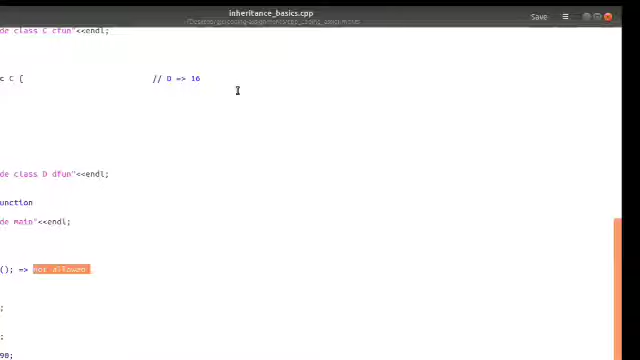 inheritance_basics.cpp
Save
de class C cfun"<<endl;
c C { // D => 16
de class D dfun"<<endl;
unction
de main"<<endl;
(); => not allowed
;
;
90;